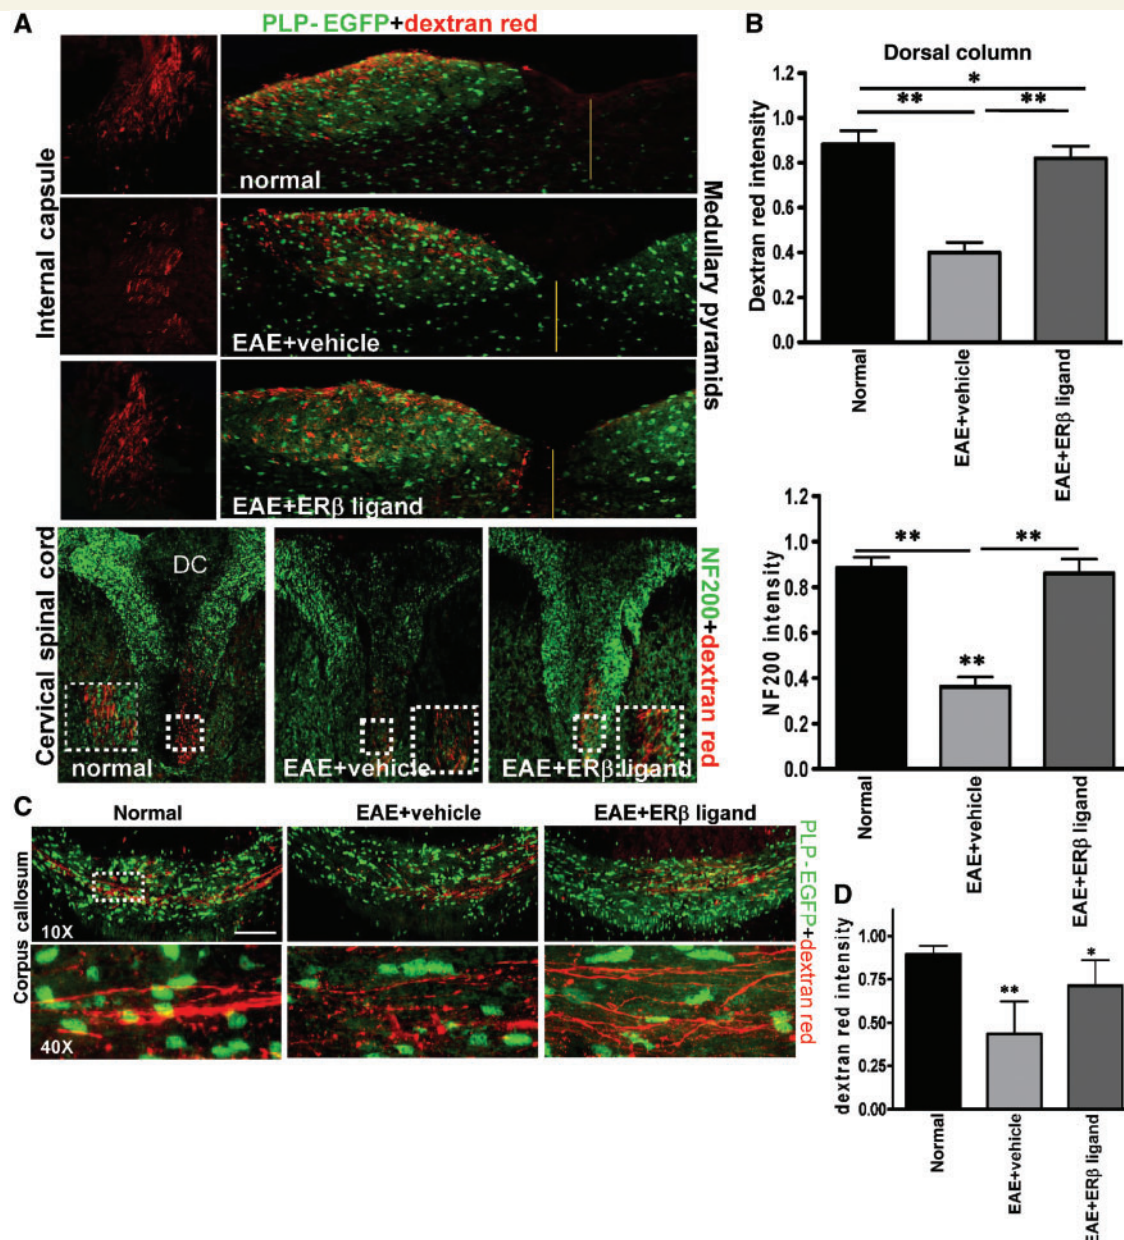 A
PLP-EGFP+dextran red
Internal capsule
normal
EAE+vehicle
EAE+ERβ ligand
Medullary pyramids
Cervical spinal cord
DC
normal
EAE+vehicle
EAE+ERβ ligand
NF200+dextran red
B
Dorsal column
Dextran red intensity
1.2
1.0
0.8
0.6
0.4
0.2
0.0
*
**
**
Normal
EAE+vehicle
EAE+ERβ ligand
NF200 intensity
1.2
1.0
0.8
0.6
0.4
0.2
0.0
**
**
**
Normal
EAE+vehicle
EAE+ERβ ligand
C
Normal
EAE+vehicle
EAE+ERβ ligand
Corpus callosum
10X
40X
PLP-EGFP+dextran red
D
dextran red intensity
1.00
0.75
0.50
0.25
0.00
**
*
Normal
EAE+vehicle
EAE+ERβ ligand